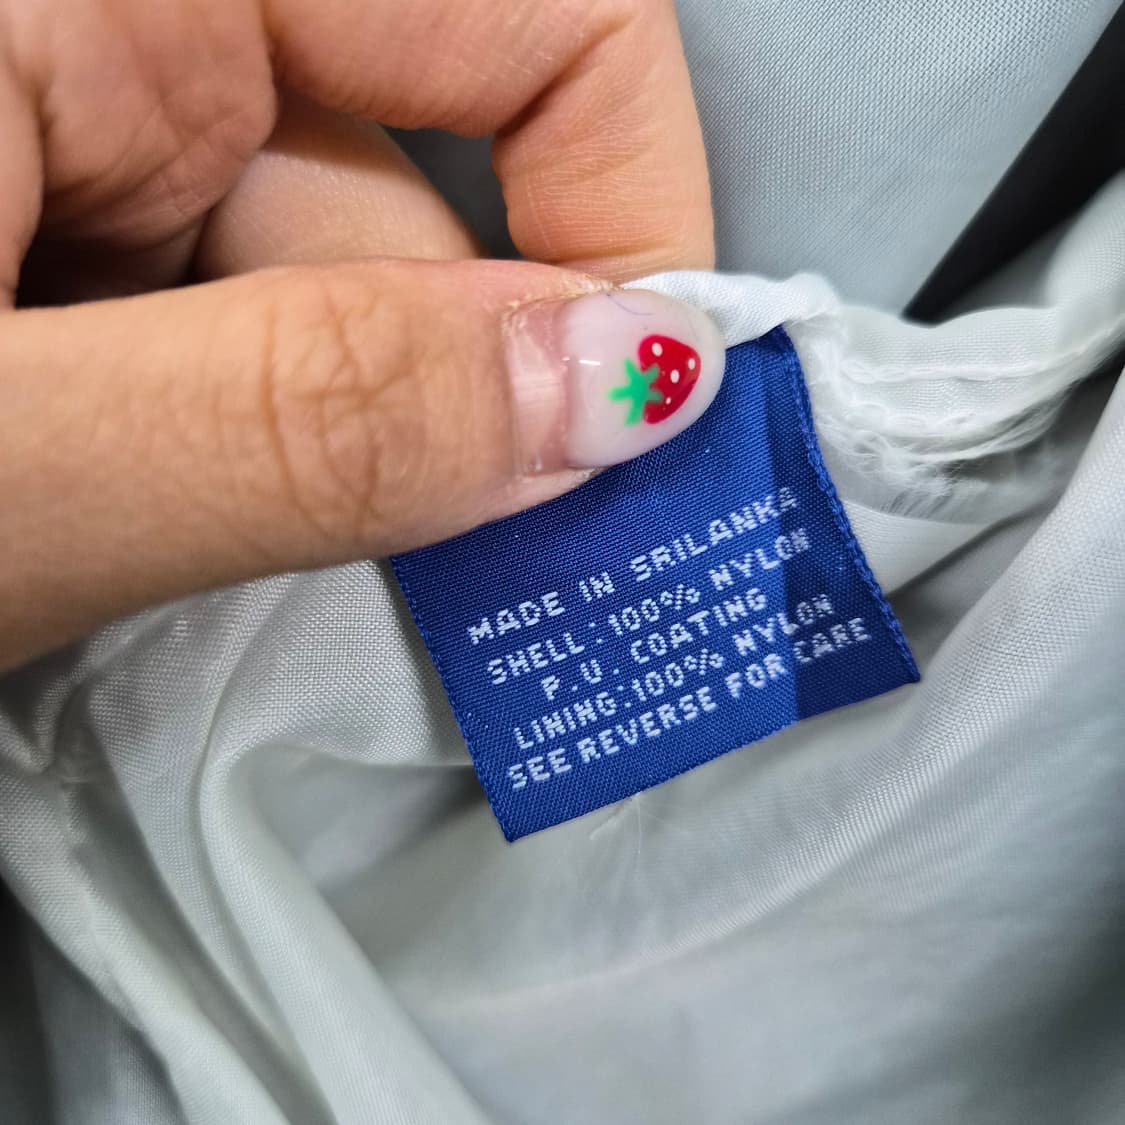 MADE IN SRILANKA
SHELL:100% NYLON
P.U. COATING
LINING:100% NYLON
SEE REVERSE FOR CARE